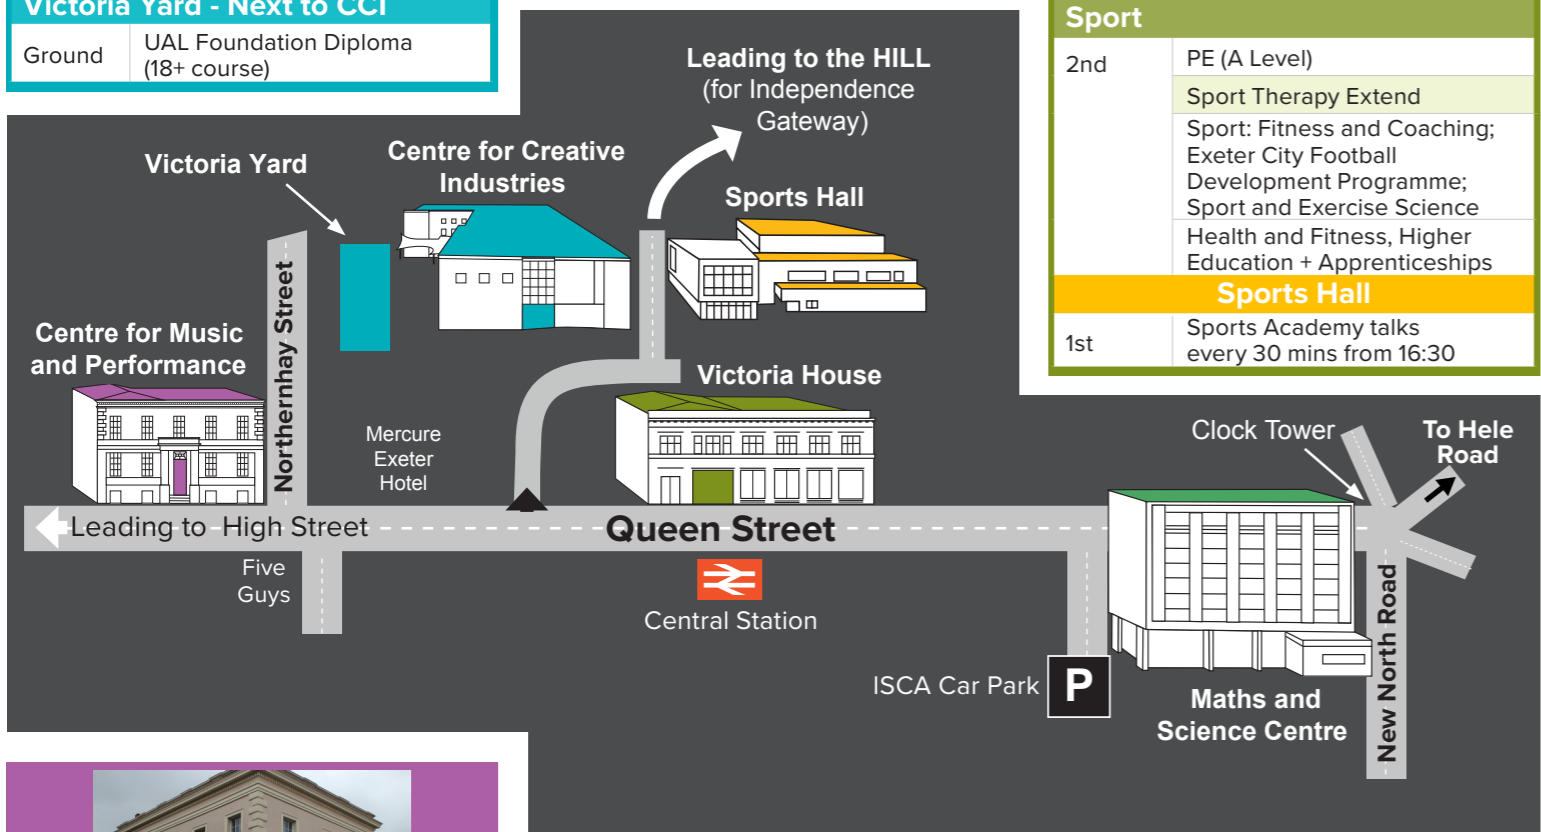 Victoria Yard - Next to CCI
Ground
UAL Foundation Diploma
(18+ course)
Sport
2nd
PE (A Level)
Sport Therapy Extend
Sport: Fitness and Coaching;
Exeter City Football
Development Programme;
Sport and Exercise Science
Health and Fitness, Higher
Education + Apprenticeships
Sports Hall
1st
Sports Academy talks
every 30 mins from 16:30
Leading to the HILL
(for Independence
Gateway)
Victoria Yard
Centre for Creative
Industries
Sports Hall
Northernhay Street
Centre for Music
and Performance
Victoria House
Mercure
Exeter
Hotel
Clock Tower
To Hele
Road
Leading to High Street
Queen Street
Five
Guys
Central Station
ISCA Car Park
P
Maths and
Science Centre
New North Road